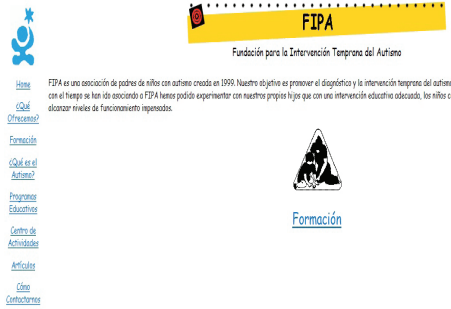 FIPA
Fundación para la Intervención Temprana del Autismo
Home
¿Qué
Ofrecemos?
Formación
¿Qué es el
Autismo?
Programas
Educativos
Centro de
Actividades
Artículos
Cómo
Contactarnos
FIPA es una asociación de padres de niños con autismo creada en 1999. Nuestro objetivo es promover el diagnóstico y la intervención temprana del autismo
con el tiempo se han ido asociando a FIPA hemos podido experimentar con nuestros propios hijos que con una intervención educativa adecuada, los niños c
alcanzar niveles de funcionamiento impensados.
Formación